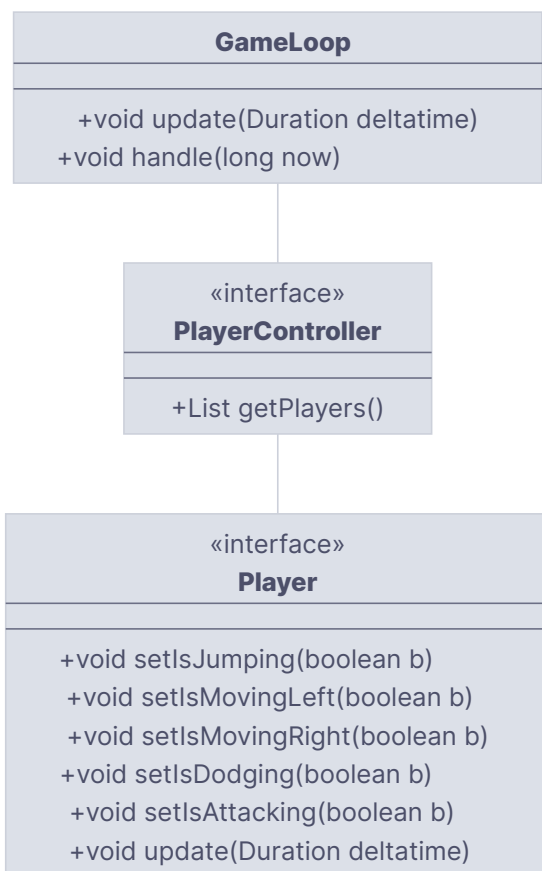 GameLoop
+void update(Duration deltatime)
+void handle(long now)
«interface»
PlayerController
+List getPlayers()
«interface»
Player
+void setIsJumping(boolean b)
+void setIsMovingLeft(boolean b)
+void setIsMovingRight(boolean b)
+void setIsDodging(boolean b)
+void setIsAttacking(boolean b)
+void update(Duration deltatime)